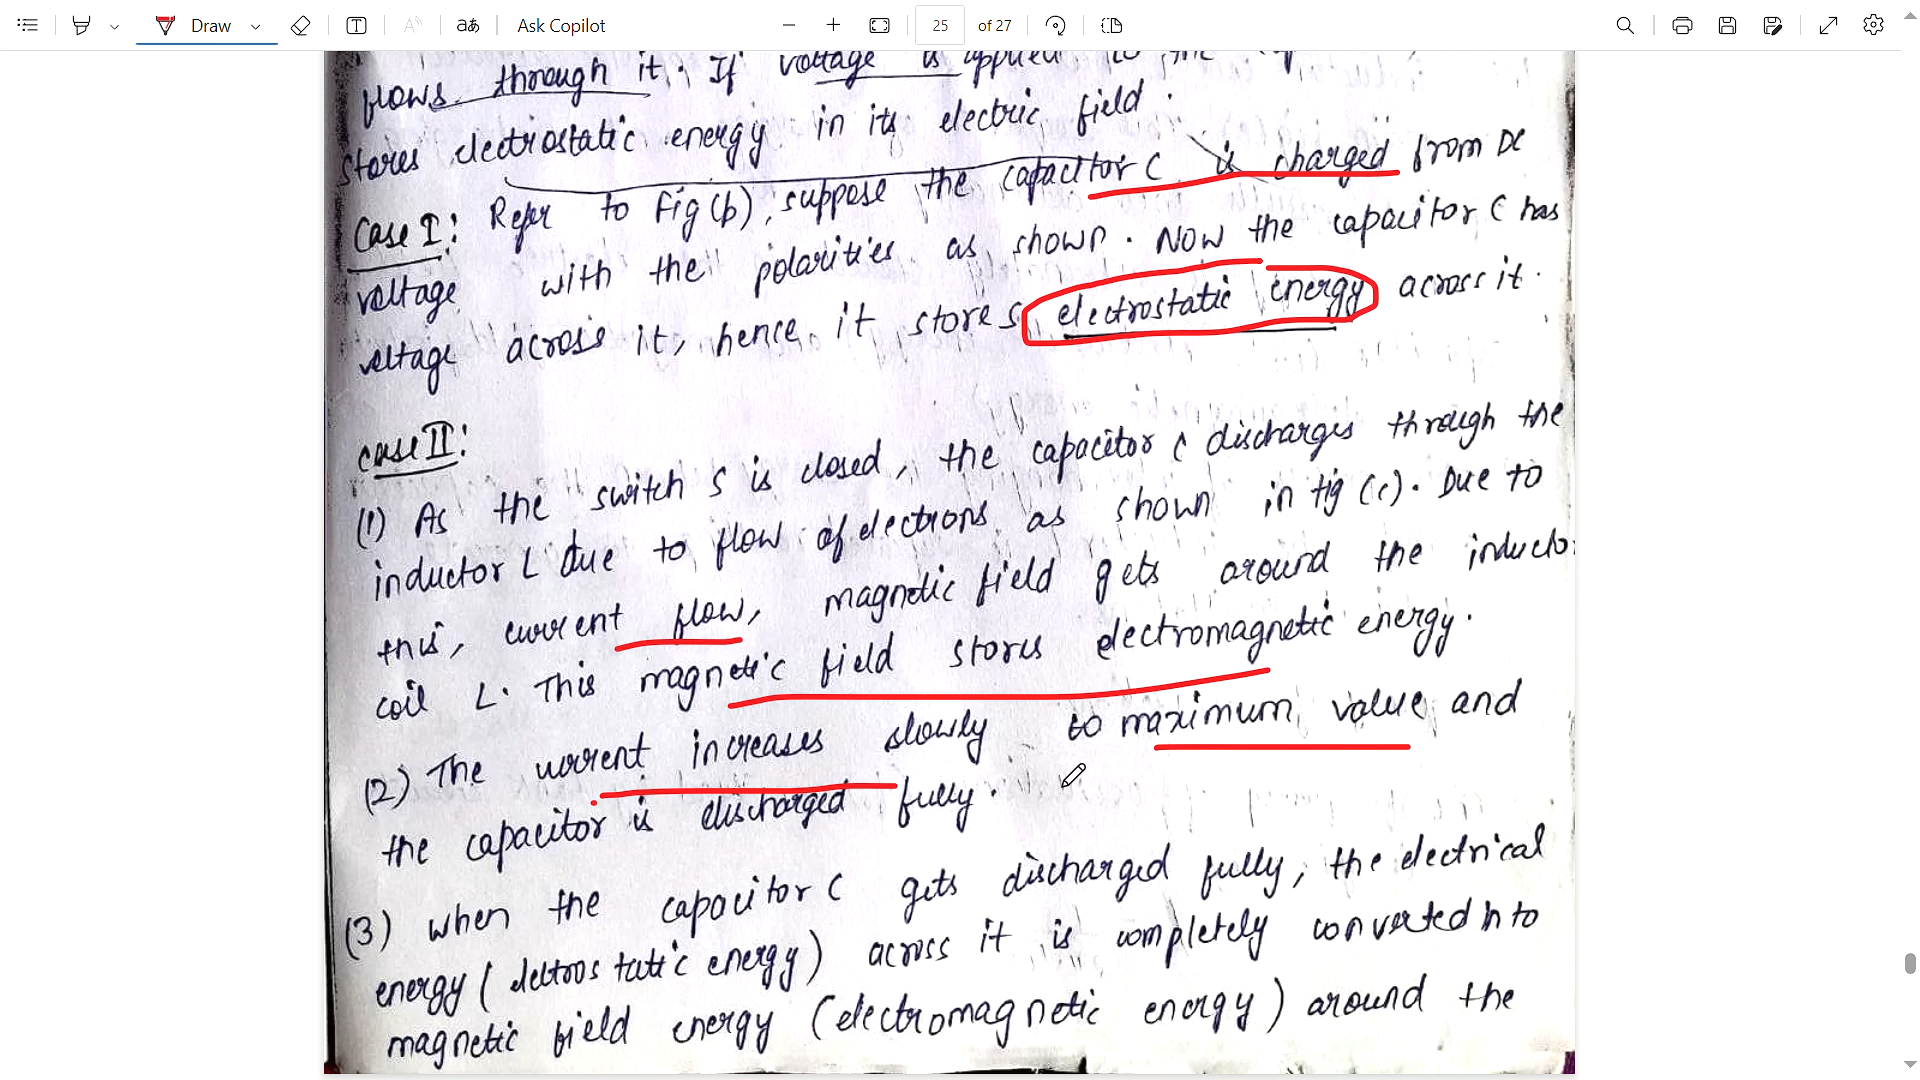 Draw
aあ
Ask Copilot
25
of 27
flows through it. If voltage is applied to the
stores electrostatic energy in its electric field.
Case I: Refer to Fig (b), suppose the capacitor C is charged from DC
voltage with the polarities as shown. Now the capacitor C has
voltage across it, hence it stores electrostatic energy across it.
case II:
(1) As the switch S is closed, the capacitor C discharges through the
inductor L due to flow of electrons as shown in fig (c). Due to
this, current flow, magnetic field gets around the inducto
coil L. This magnetic field stores electromagnetic energy.
(2) The current increases slowly to maximum value and
the capacitor is discharged fully.
(3) when the capacitor C gets discharged fully, the electrical
energy (electrostatic energy) across it is completely converted into
magnetic field energy (electromagnetic energy) around the